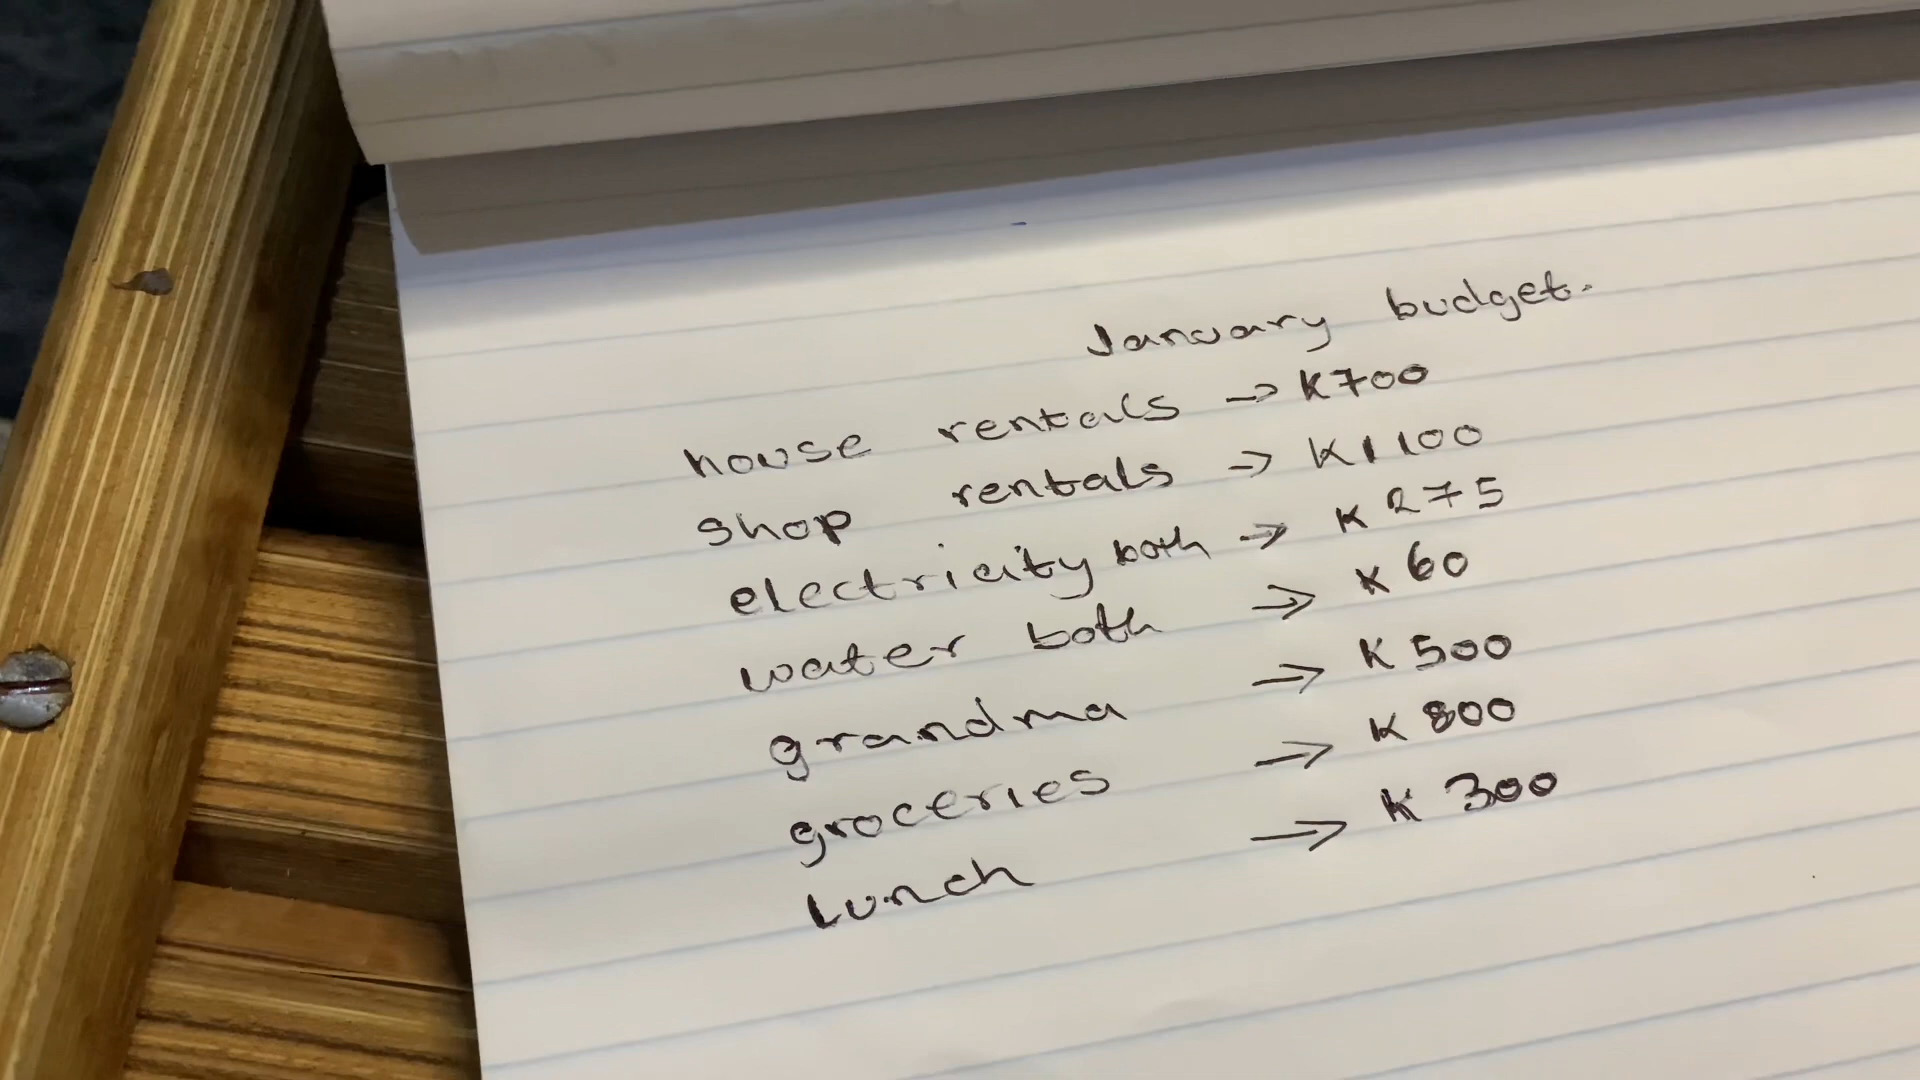 January budget.
house rentals → K700
shop rentals → K1100
electricity both → K275
water both → K60
grandma → K500
groceries → K800
lunch → K300